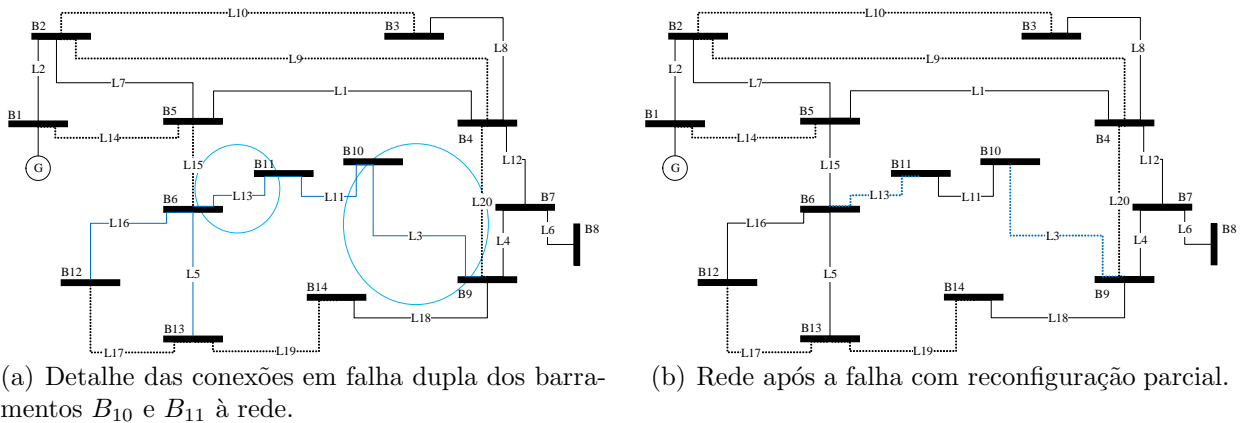 L10
B2
B3
L8
L9
L2
L7
L1
B1
B5
B4
L14
G
L15
B10
B11
L12
L13
L11
B6
L20
B7
L16
L3
L4
L6
B8
B12
L5
B9
B14
L18
B13
L17
L19
(a) Detalhe das conexões em falha dupla dos barra-
mentos B10 e B11 à rede.
L10
B2
B3
L8
L9
L2
L7
L1
B1
B5
B4
L14
G
L15
B10
B11
L12
L13
L11
B6
L20
B7
L16
L3
L4
L6
B8
B12
L5
B9
B14
L18
B13
L17
L19
(b) Rede após a falha com reconfiguração parcial.